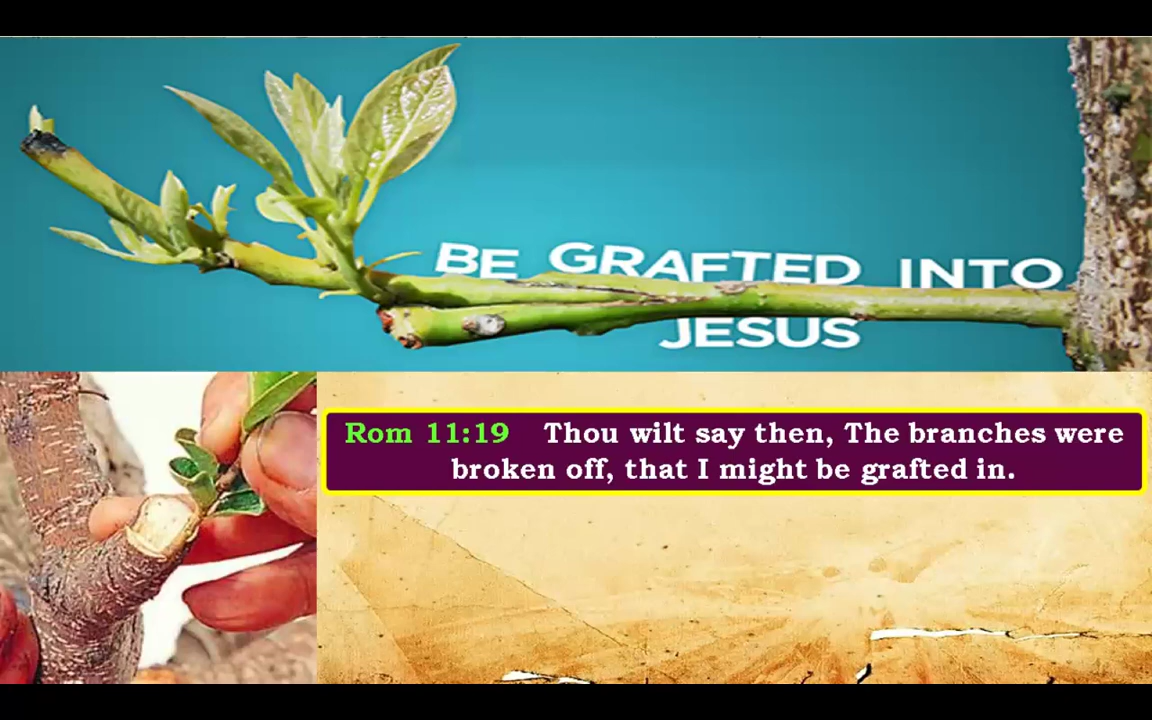 BE GRAFTED INTO
JESUS
Rom 11:19 Thou wilt say then, The branches were
broken off, that I might be grafted in.